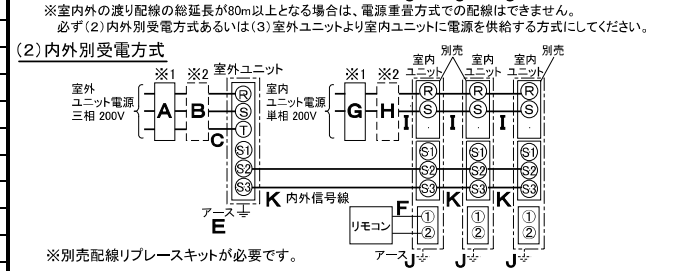 ※室内外の渡り配線の総延長が80m以上となる場合は、電源重畳方式での配線はできません。
必ず(2)内外別受電方式あるいは(3)室外ユニットより室内ユニットに電源を供給する方式にしてください。
(2)内外別受電方式
※1 ※2 室外ユニット
室外
ユニット電源
三相 200V
A B C
R
S
T
S1
S2
S3
アース
E
※1 ※2
室内
ユニット電源
単相 200V
G H
室内
ユニット
別売
室内
ユニット
室内
ユニット
別売
R R R
S S S
I I I
S1 S1 S1
S2 S2 S2
S3 S3 S3
K 内外信号線 K K
リモコン
F
① ① ①
② ② ②
アース J J J
※別売配線リプレースキットが必要です。